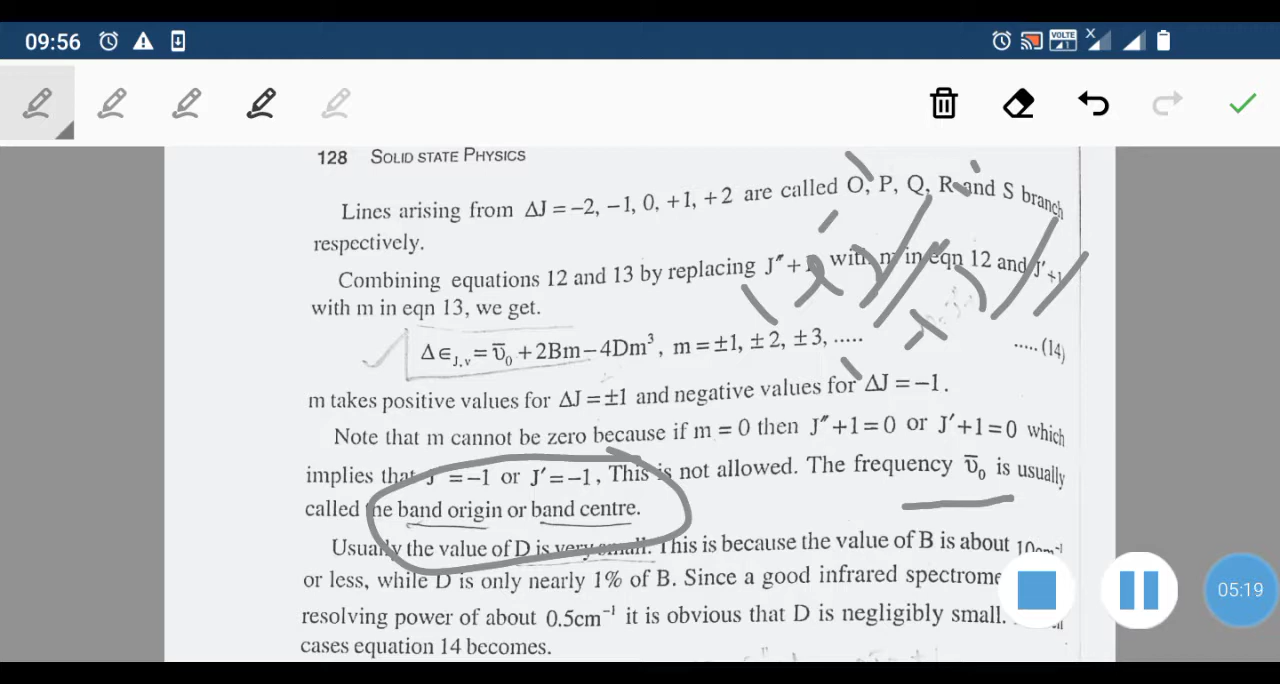 09:56
VOLTE
128 SOLID STATE PHYSICS
Lines arising from ΔJ = −2, −1, 0, +1, +2 are called O, P, Q, R and S branch
respectively.
Combining equations 12 and 13 by replacing J″ + 1 with m in eqn 12 and J′ + 1
with m in eqn 13, we get.
Δ∈J,v = ῡ0 + 2Bm − 4Dm³, m = ±1, ±2, ±3, ..... ..... (14)
m takes positive values for ΔJ = ±1 and negative values for ΔJ = −1.
Note that m cannot be zero because if m = 0 then J″ + 1 = 0 or J′ + 1 = 0 which
implies that = −1 or J′ = −1, This is not allowed. The frequency ῡ0 is usually
called the band origin or band centre.
Usually the value of D is very small. This is because the value of B is about 10cm⁻¹
or less, while D is only nearly 1% of B. Since a good infrared
resolving power of about 0.5cm⁻¹ it is obvious that D is negligibly small.
cases equation 14 becomes.
05:19